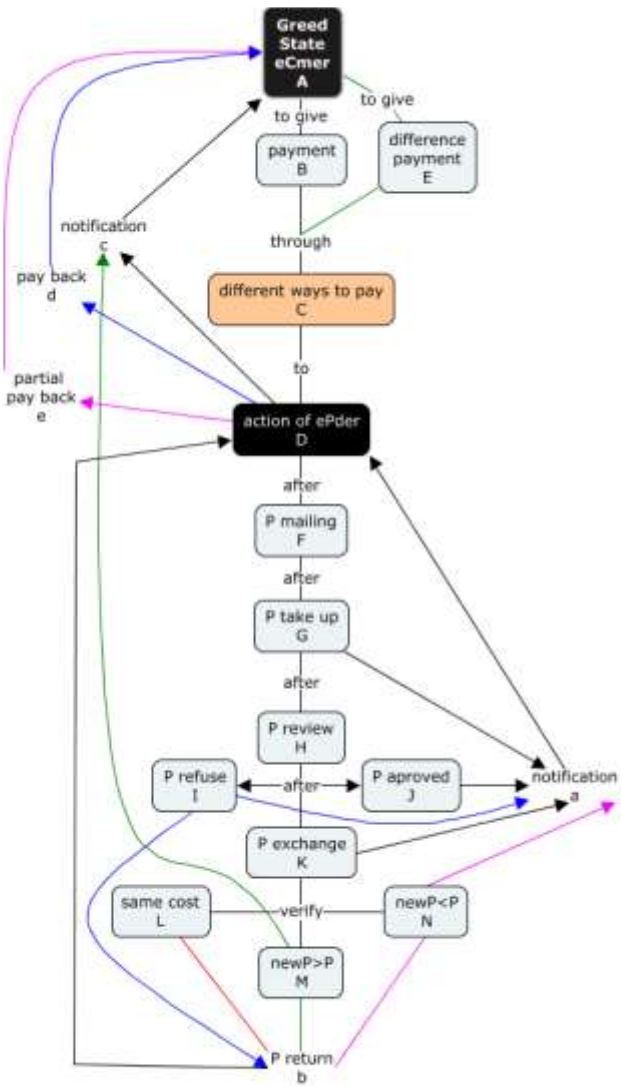 Greed
State
eCmer
A
to give
to give
payment
B
difference
payment
E
notification
c
through
pay back
d
different ways to pay
C
to
partial
pay back
e
action of ePder
D
after
P mailing
F
after
P take up
G
after
P review
H
P refuse
I
after
P aproved
J
notification
a
P exchange
K
same cost
L
verify
newP<P
N
newP>P
M
P return
b